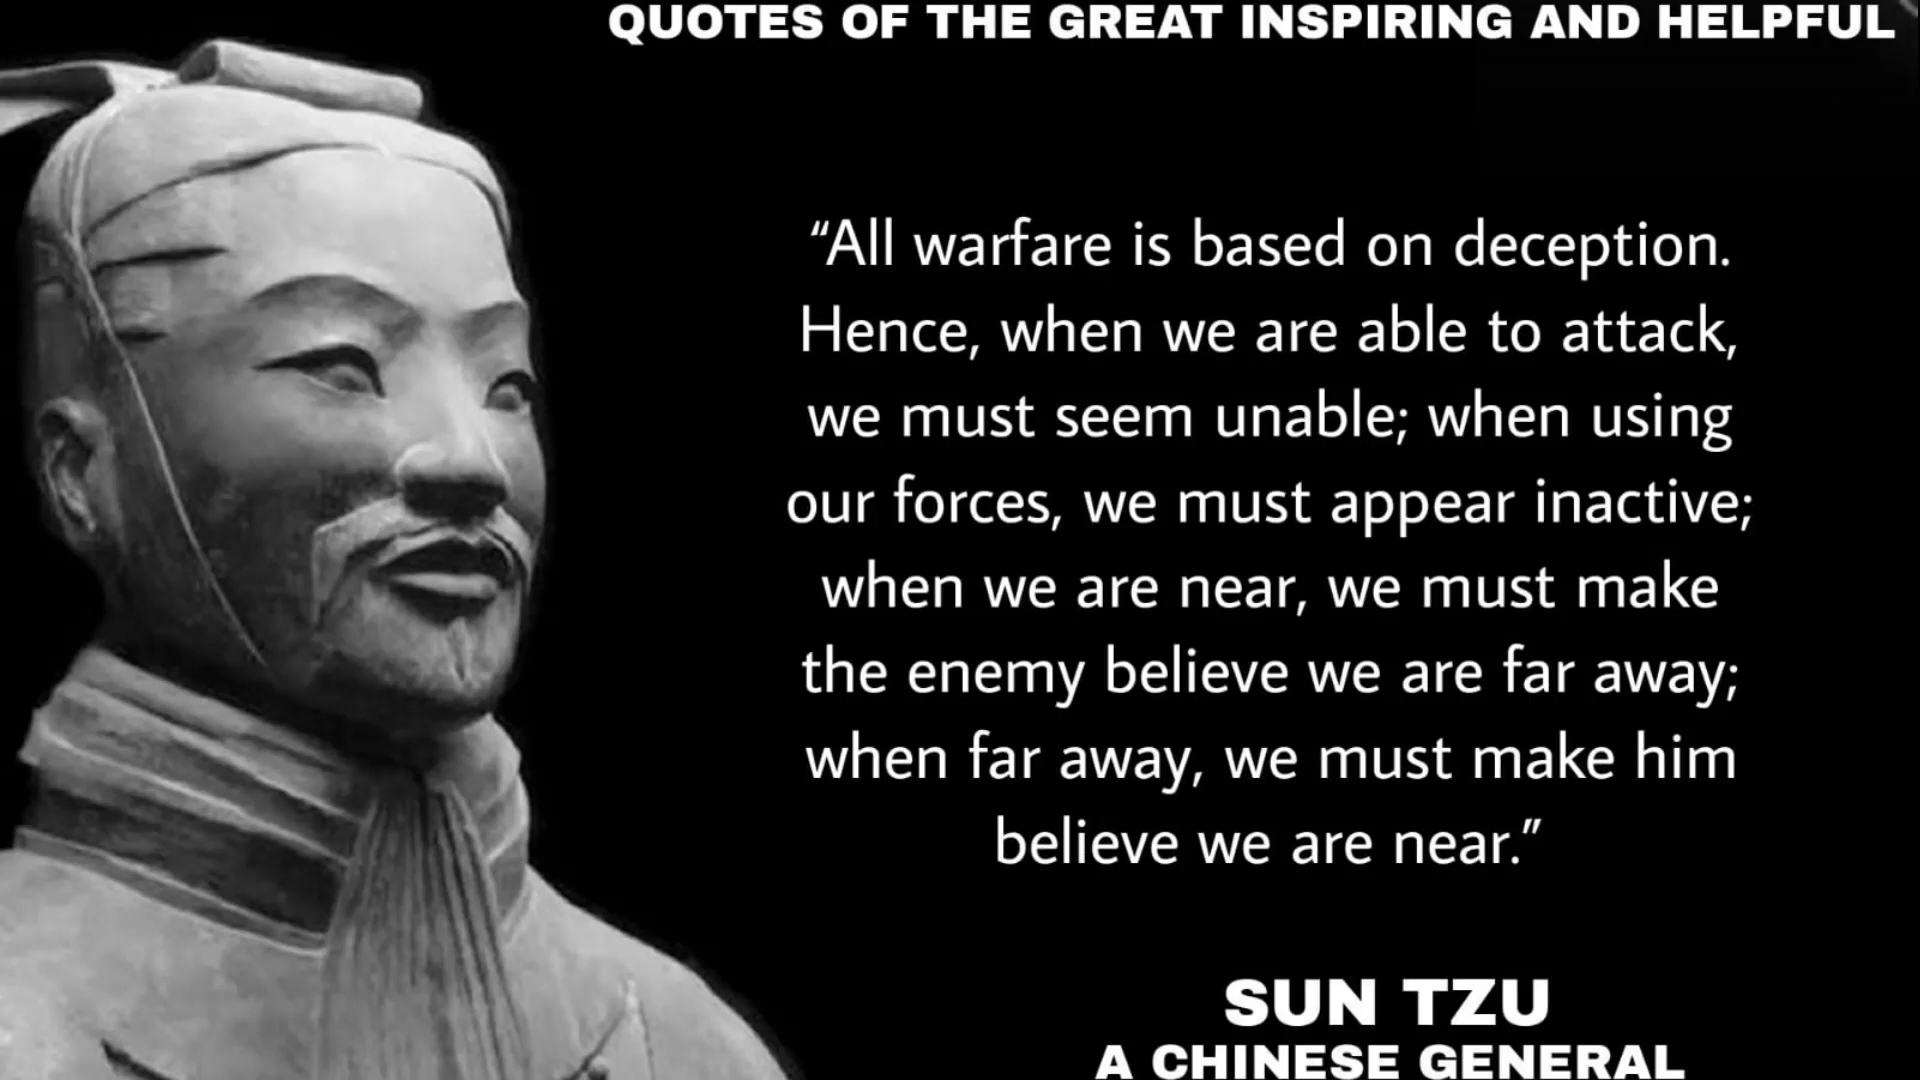 QUOTES OF THE GREAT INSPIRING AND HELPFUL
“All warfare is based on deception.
Hence, when we are able to attack,
we must seem unable; when using
our forces, we must appear inactive;
when we are near, we must make
the enemy believe we are far away;
when far away, we must make him
believe we are near.”
SUN TZU
A CHINESE GENERAL